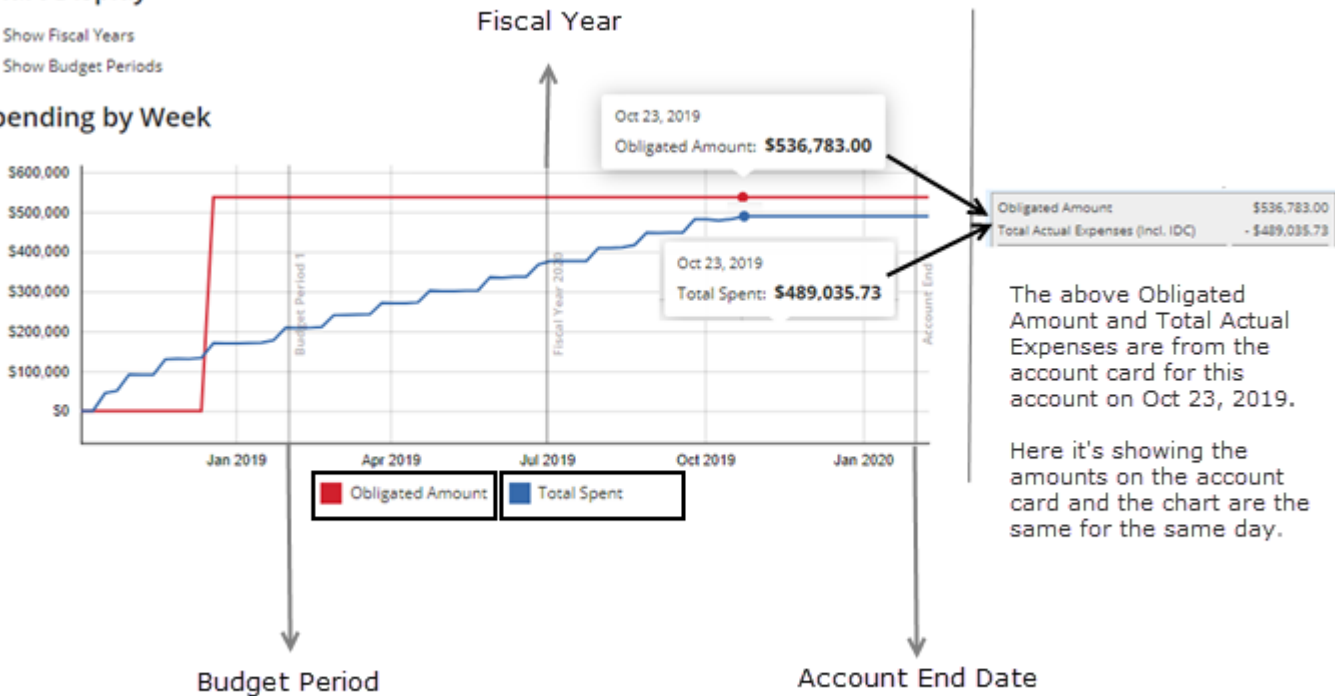 Fiscal Year
Show Fiscal Years
Show Budget Periods
ending by Week
Oct 23, 2019
Obligated Amount: $536,783.00
$600,000
$500,000
$400,000
$300,000
$200,000
$100,000
$0
Budget Period 1
Fiscal Year 2020
Account End
Oct 23, 2019
Total Spent: $489,035.73
Jan 2019 Apr 2019 Jul 2019 Oct 2019 Jan 2020
Obligated Amount Total Spent
Obligated Amount $536,783.00
Total Actual Expenses (Incl. IDC) - $489,035.73
The above Obligated
Amount and Total Actual
Expenses are from the
account card for this
account on Oct 23, 2019.
Here it's showing the
amounts on the account
card and the chart are the
same for the same day.
Budget Period
Account End Date